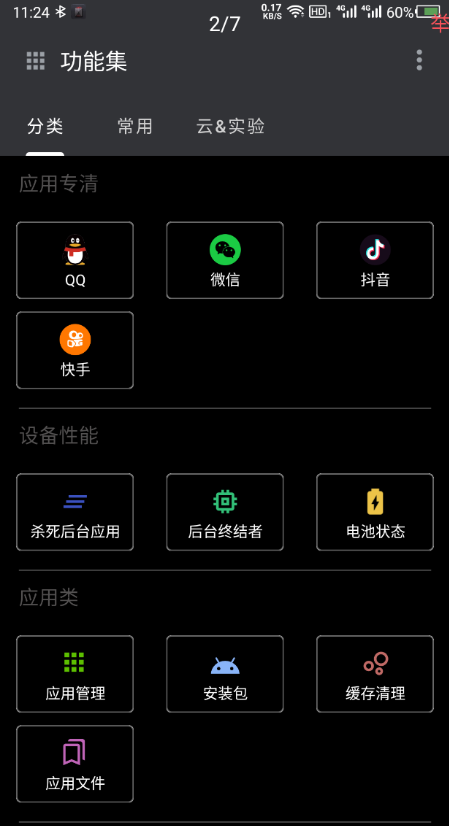 11:24 0.17 KB/S HD 1 4G 4G 60% 举
2/7
功能集
分类 常用 云&实验
应用专清
QQ 微信 抖音
快手
设备性能
杀死后台应用 后台终结者 电池状态
应用类
应用管理 安装包 缓存清理
应用文件